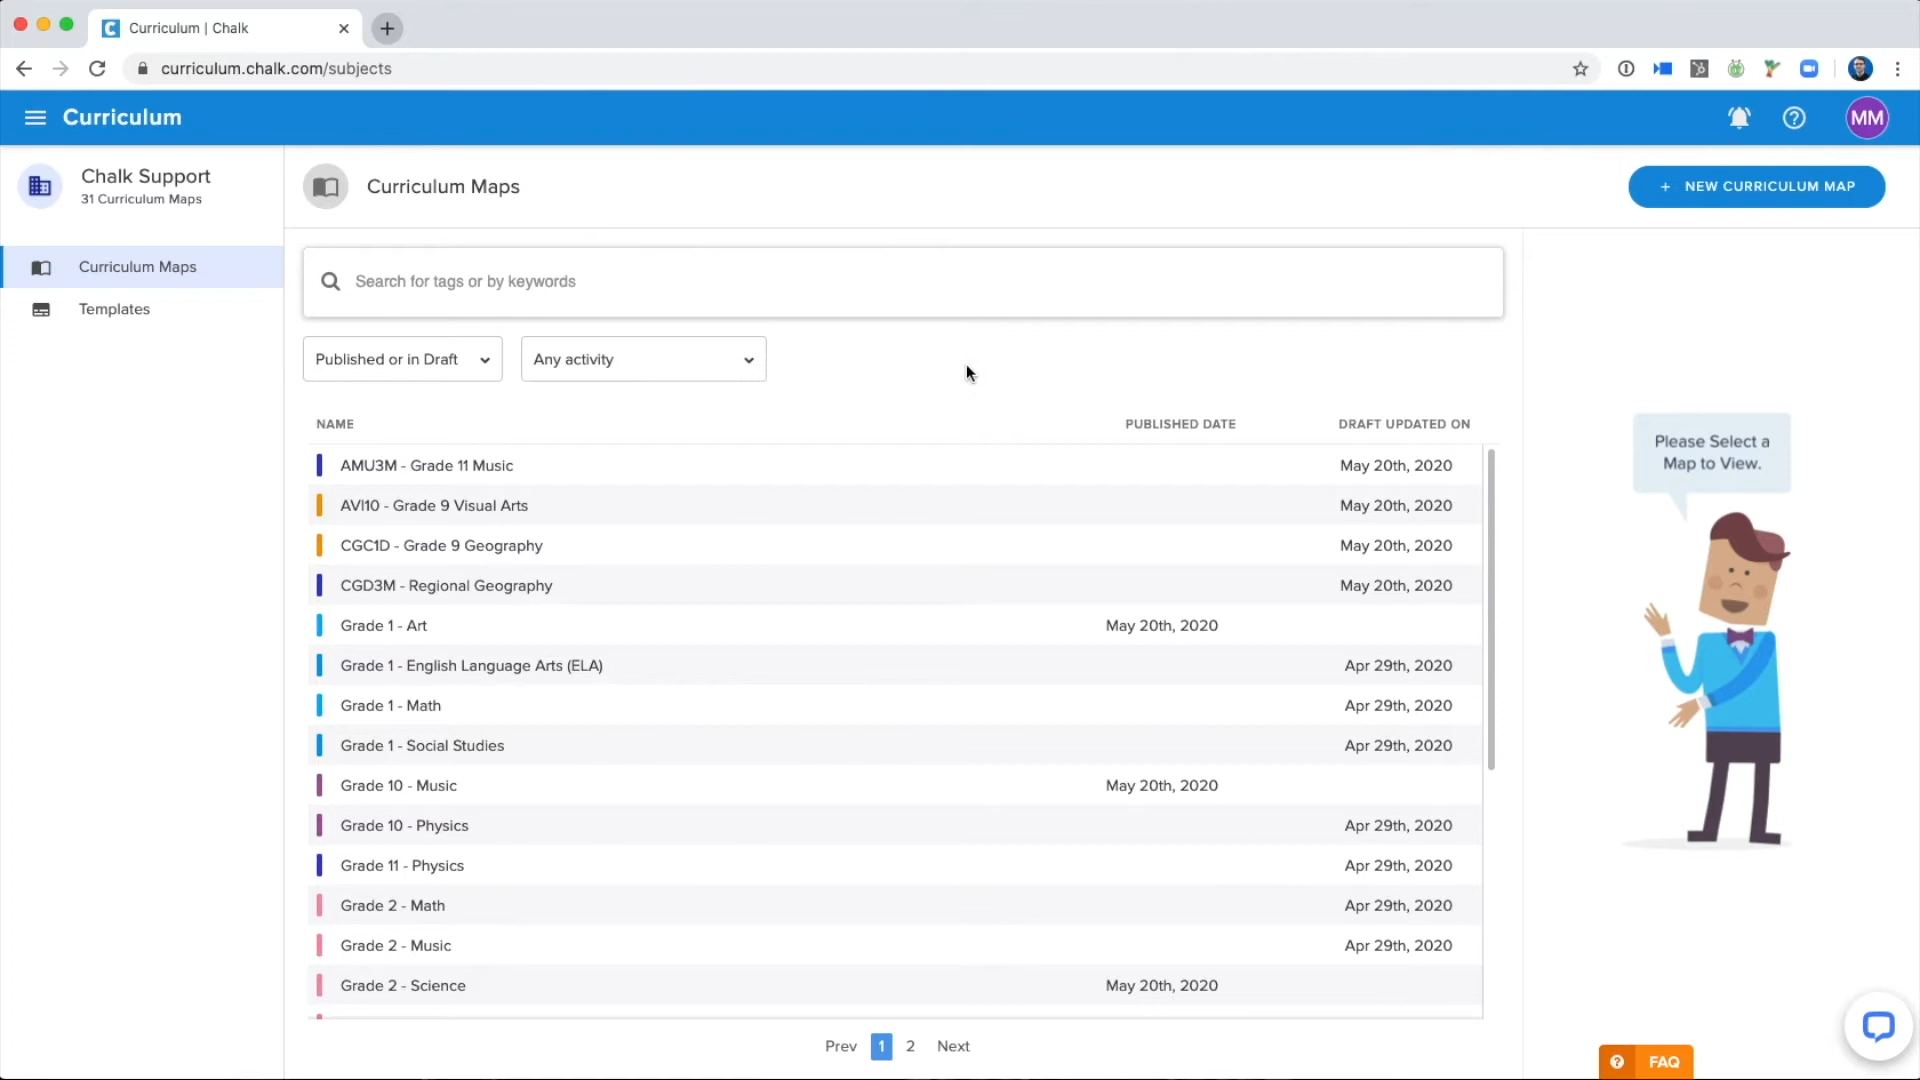 Curriculum | Chalk
curriculum.chalk.com/subjects
Curriculum
MM
Chalk Support
31 Curriculum Maps
Curriculum Maps
+ NEW CURRICULUM MAP
Curriculum Maps
Templates
Search for tags or by keywords
Published or in Draft
Any activity
NAME PUBLISHED DATE DRAFT UPDATED ON
AMU3M - Grade 11 Music May 20th, 2020
AVI10 - Grade 9 Visual Arts May 20th, 2020
CGC1D - Grade 9 Geography May 20th, 2020
CGD3M - Regional Geography May 20th, 2020
Grade 1 - Art May 20th, 2020
Grade 1 - English Language Arts (ELA) Apr 29th, 2020
Grade 1 - Math Apr 29th, 2020
Grade 1 - Social Studies Apr 29th, 2020
Grade 10 - Music May 20th, 2020
Grade 10 - Physics Apr 29th, 2020
Grade 11 - Physics Apr 29th, 2020
Grade 2 - Math Apr 29th, 2020
Grade 2 - Music Apr 29th, 2020
Grade 2 - Science May 20th, 2020
Please Select a
Map to View.
Prev 1 2 Next
? FAQ